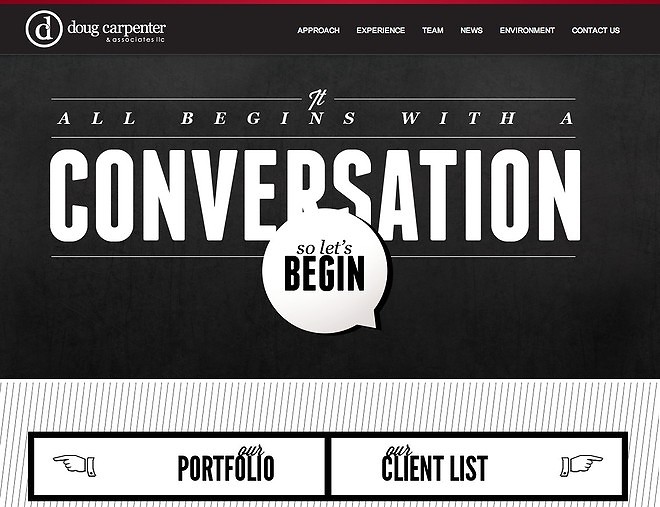 d
doug carpenter
& associates llc
APPROACH EXPERIENCE TEAM NEWS ENVIRONMENT CONTACT US
It
ALL BEGINS WITH A
CONVERSATION
so let's
BEGIN
our
PORTFOLIO
our
CLIENT LIST